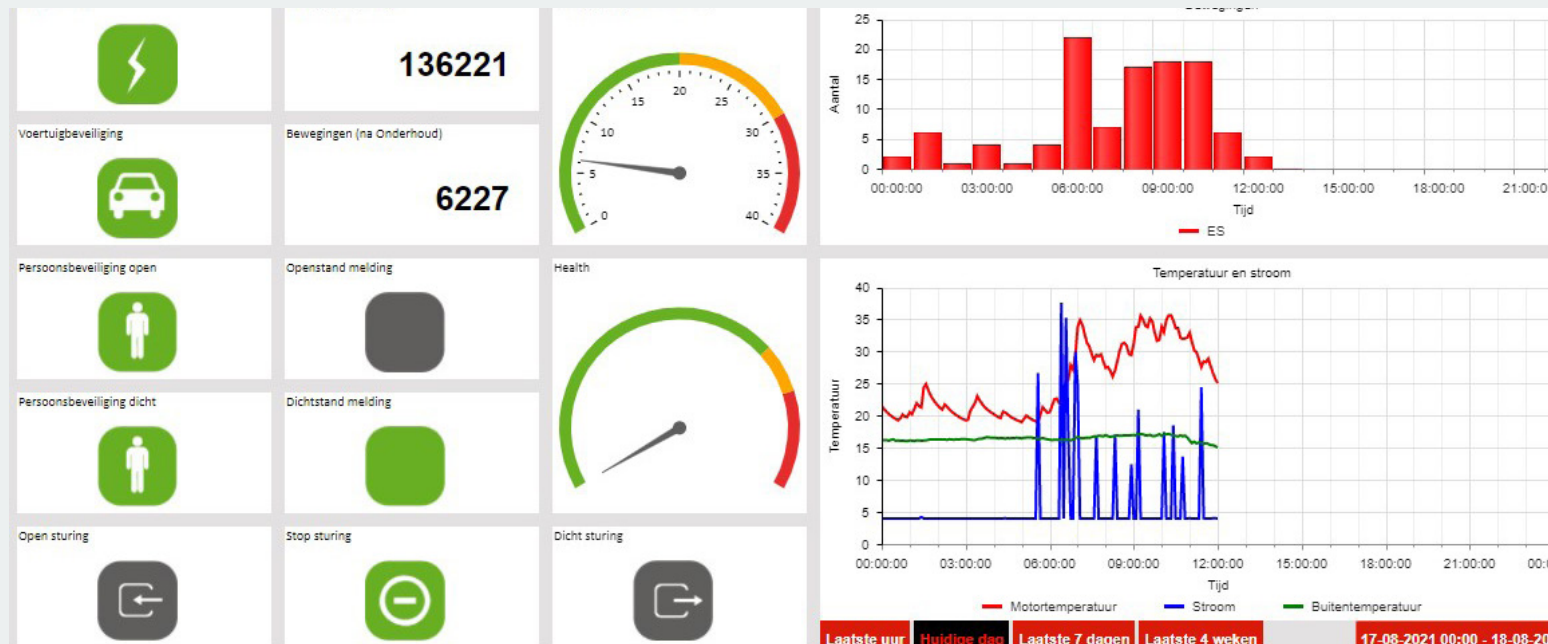 136221
Voertuigbeveiliging
Bewegingen (na Onderhoud)
6227
Persoonsbeveiliging open
Openstand melding
Persoonsbeveiliging dicht
Dichtstand melding
Open sturing
Stop sturing
0 5 10 15 20 25 30 35 40
Health
Dicht sturing
25
20
15
10
5
0
Aantal
00:00:00 03:00:00 06:00:00 09:00:00 12:00:00 15:00:00 18:00:00 21:00:0
Tijd
ES
Temperatuur en stroom
40
35
30
25
20
15
10
5
0
Temperatuur
00:00:00 03:00:00 06:00:00 09:00:00 12:00:00 15:00:00 18:00:00 21:00:00 00:
Tijd
Motortemperatuur Stroom Buitentemperatuur
Laatste uur Huidige dag Laatste 7 dagen Laatste 4 weken 17-08-2021 00:00 - 18-08-20